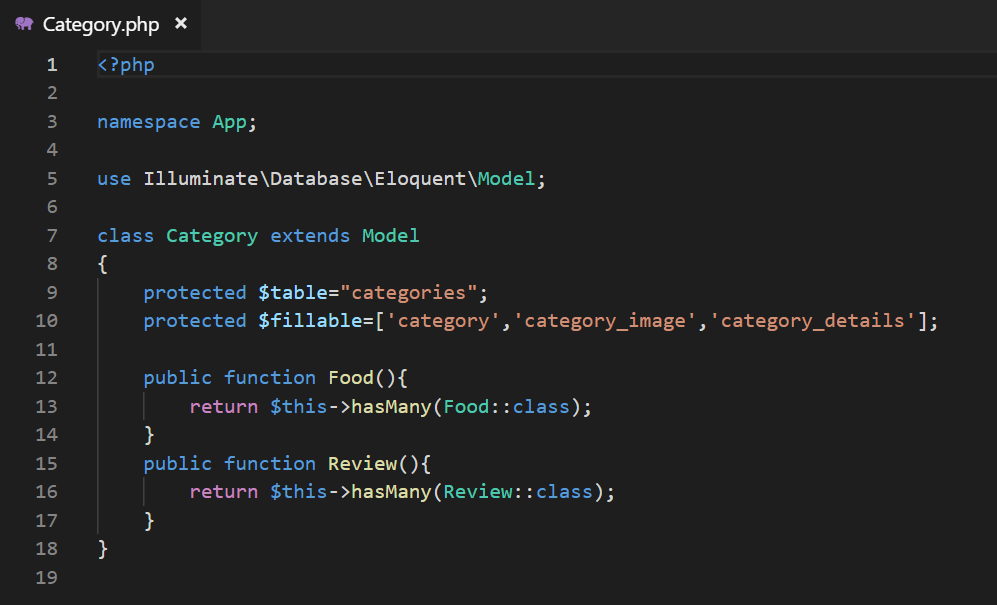 Category.php ×
1 <?php
2
3 namespace App;
4
5 use Illuminate\Database\Eloquent\Model;
6
7 class Category extends Model
8 {
9     protected $table="categories";
10     protected $fillable=['category','category_image','category_details'];
11
12     public function Food(){
13         return $this->hasMany(Food::class);
14     }
15     public function Review(){
16         return $this->hasMany(Review::class);
17     }
18 }
19